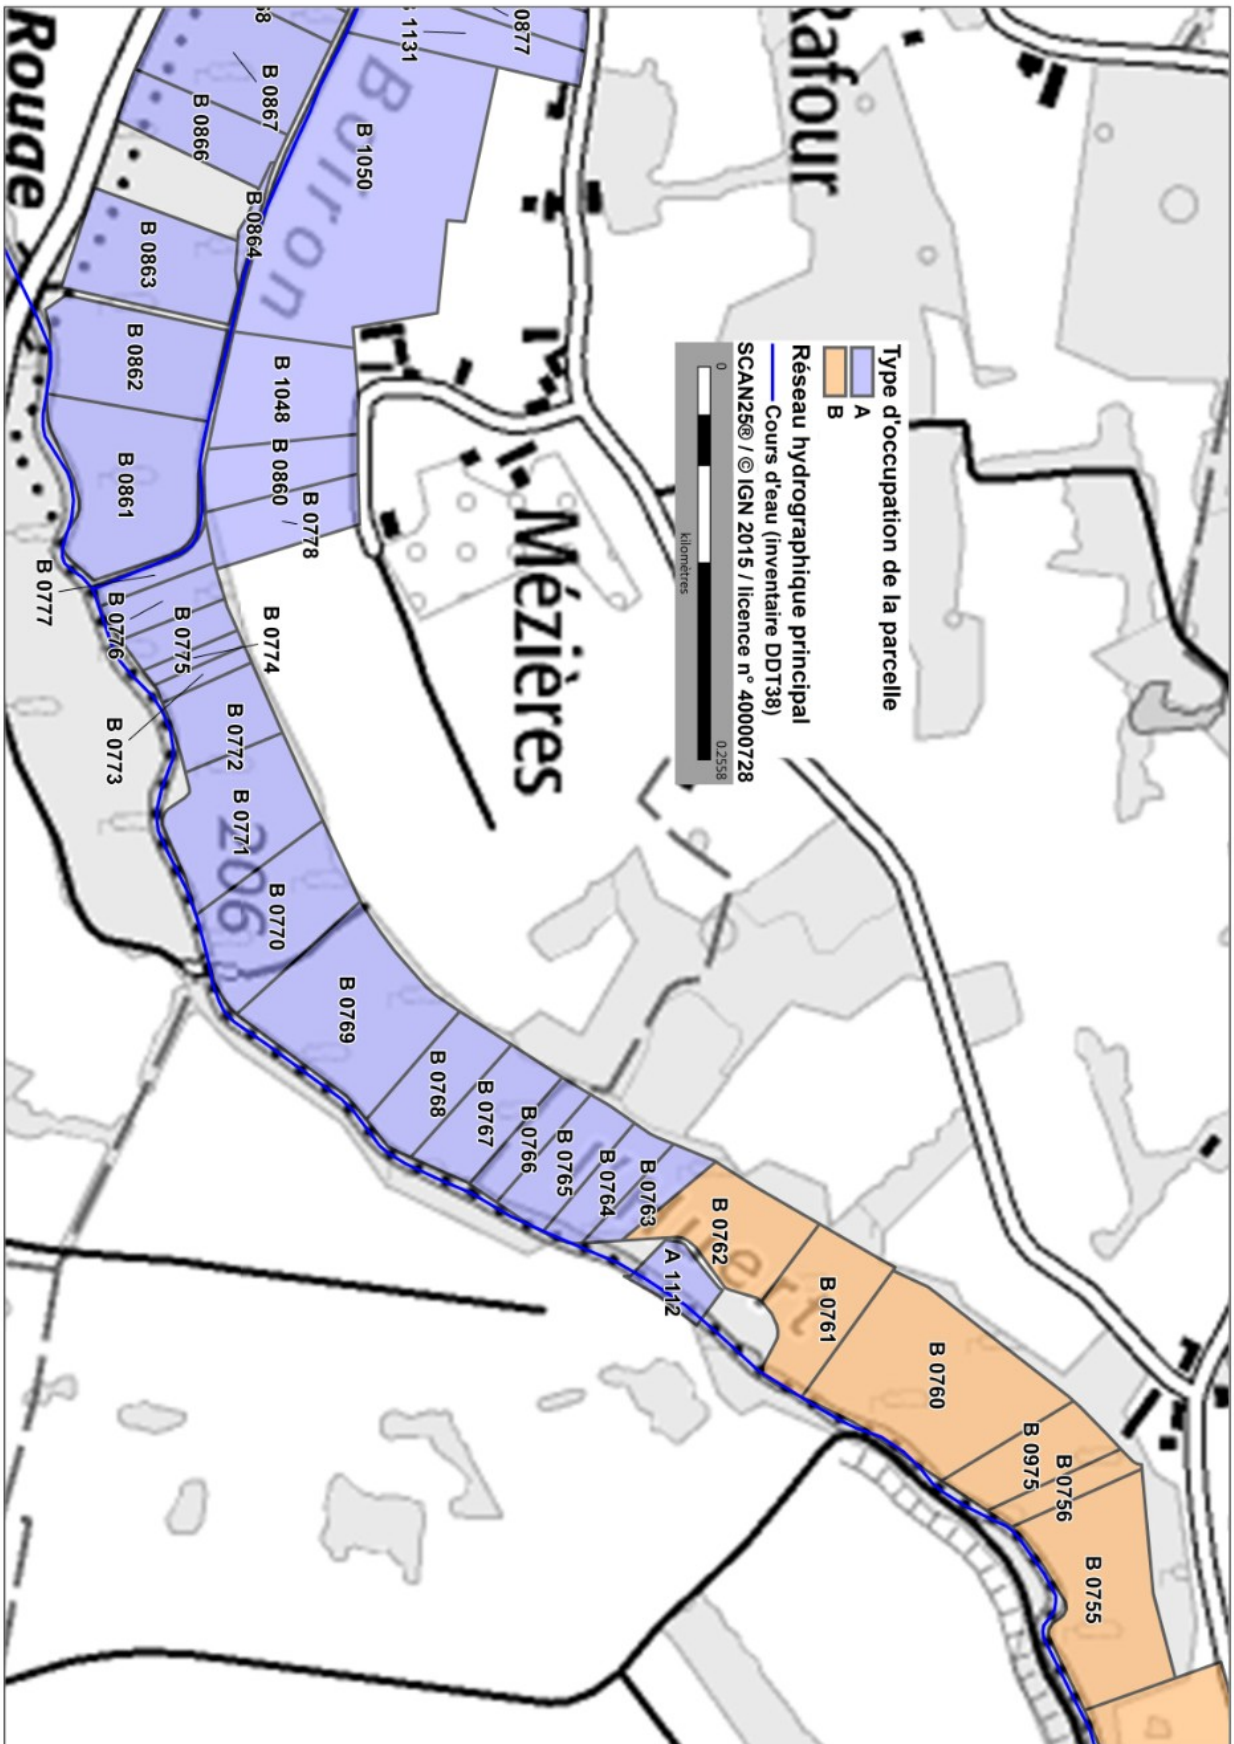 Type d'occupation de la parcelle
A
B
Réseau hydrographique principal
Cours d'eau (inventaire DDT38)
SCAN25® / © IGN 2015 / licence n° 40000728
0
0.2558
kilomètres
Rafour
Mézières
Rouge
Boiron
206
B 0867
B 0866
B 0864
B 0863
B 0862
B 0861
1131
0877
B 1050
B 1048
B 0860
B 0778
B 0777
B 0776
B 0775
B 0774
B 0773
B 0772
B 0771
B 0770
B 0769
B 0768
B 0767
B 0766
B 0765
B 0764
B 0763
B 0762
A 1112
B 0761
B 0760
B 0975
B 0756
B 0755